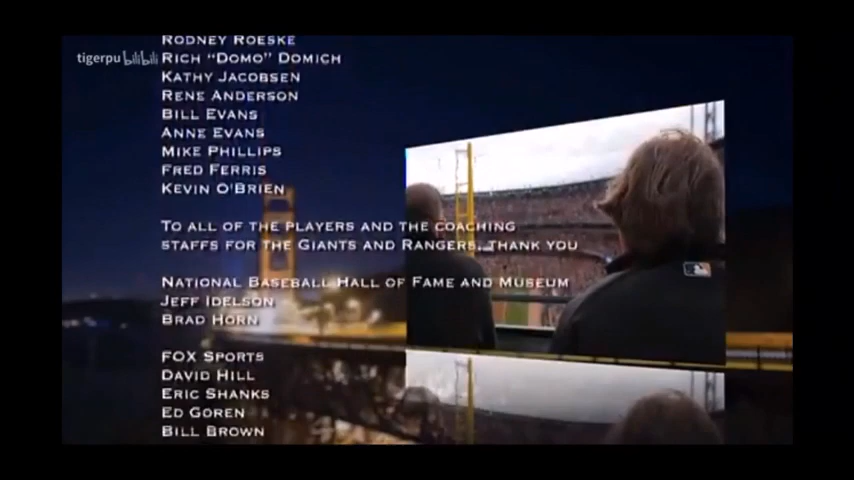 tigerpu bilibili
RODNEY ROESKE
RICH "DOMO" DOMICH
KATHY JACOBSEN
RENE ANDERSON
BILL EVANS
ANNE EVANS
MIKE PHILLIPS
FRED FERRIS
KEVIN O'BRIEN
TO ALL OF THE PLAYERS AND THE COACHING
STAFFS FOR THE GIANTS AND RANGERS, THANK YOU
NATIONAL BASEBALL HALL OF FAME AND MUSEUM
JEFF IDELSON
BRAD HORN
FOX SPORTS
DAVID HILL
ERIC SHANKS
ED GOREN
BILL BROWN